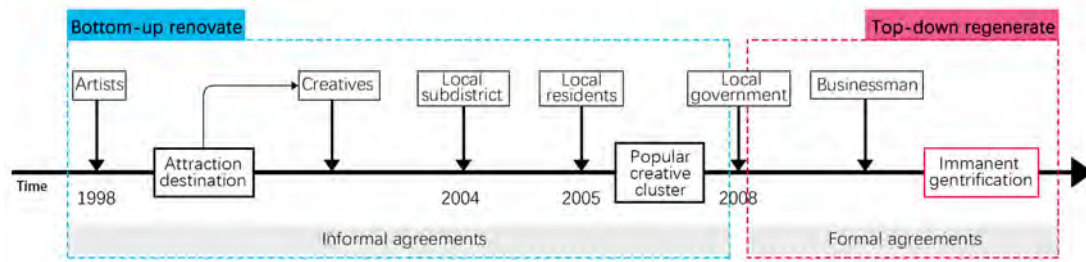 Bottom-up renovate
Top-down regenerate
Artists
Creatives
Local
subdistrict
Local
residents
Local
government
Businessman
Attraction
destination
Popular
creative
cluster
Immanent
gentrification
Time
1998
2004
2005
2008
Informal agreements
Formal agreements